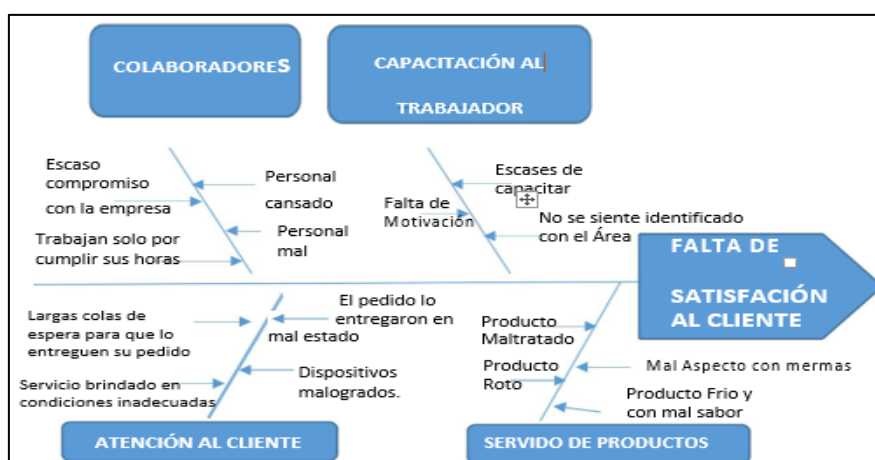 COLABORADORES
CAPACITACIÓN AL
TRABAJADOR
Escaso
compromiso
con la empresa
Trabajan solo por
cumplir sus horas
Personal
cansado
Personal
mal
Escases de
capacitar
Falta de
Motivación
No se siente identificado
con el Área
FALTA DE
SATISFACIÓN
AL CLIENTE
Largas colas de
espera para que lo
entreguen su pedido
Servicio brindado en
condiciones inadecuadas
El pedido lo
entregaron en
mal estado
Dispositivos
malogrados.
Producto
Maltratado
Producto
Roto
Mal Aspecto con mermas
Producto Frio y
con mal sabor
ATENCIÓN AL CLIENTE
SERVIDO DE PRODUCTOS